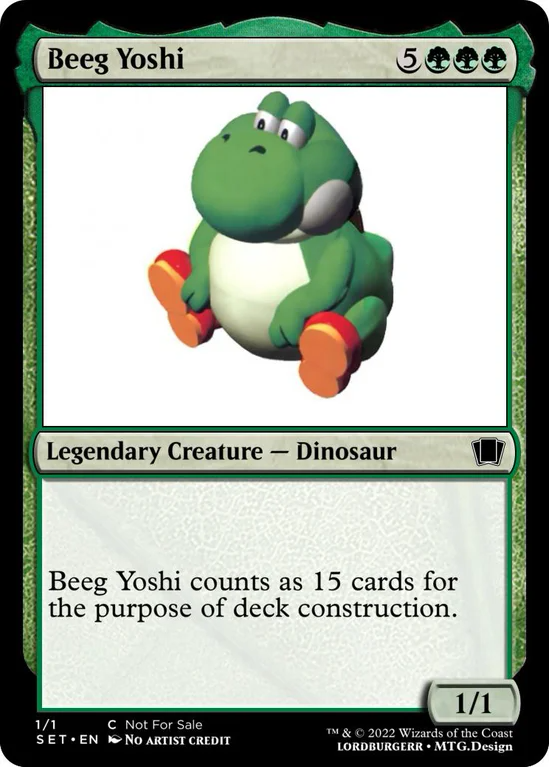 Beeg Yoshi 5
Legendary Creature — Dinosaur
Beeg Yoshi counts as 15 cards for
the purpose of deck construction.
1/1
1/1 C Not For Sale
SET • EN No artist credit
™ & © 2022 Wizards of the Coast
LORDBURGERR • MTG.Design